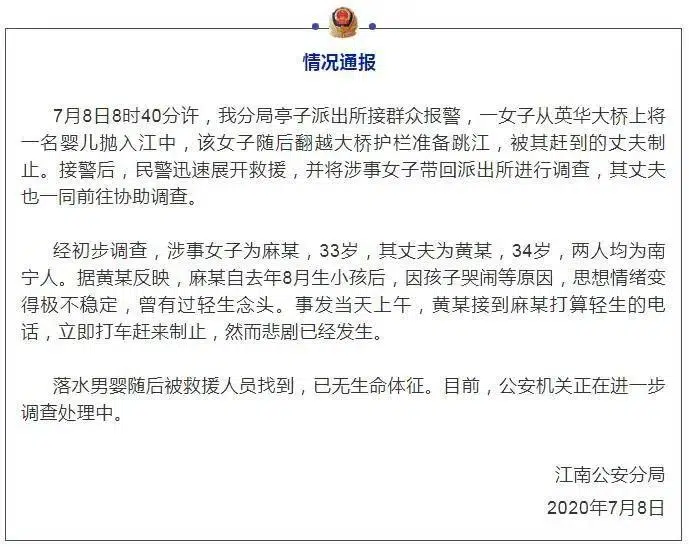 情况通报
7月8日8时40分许，我分局亭子派出所接群众报警，一女子从英华大桥上将
一名婴儿抛入江中，该女子随后翻越大桥护栏准备跳江，被其赶到的丈夫制
止。接警后，民警迅速展开救援，并将涉事女子带回派出所进行调查，其丈夫
也一同前往协助调查。
经初步调查，涉事女子为麻某，33岁，其丈夫为黄某，34岁，两人均为南
宁人。据黄某反映，麻某自去年8月生小孩后，因孩子哭闹等原因，思想情绪变
得极不稳定，曾有过轻生念头。事发当天上午，黄某接到麻某打算轻生的电
话，立即打车赶来制止，然而悲剧已经发生。
落水男婴随后被救援人员找到，已无生命体征。目前，公安机关正在进一步
调查处理中。
江南公安分局
2020年7月8日